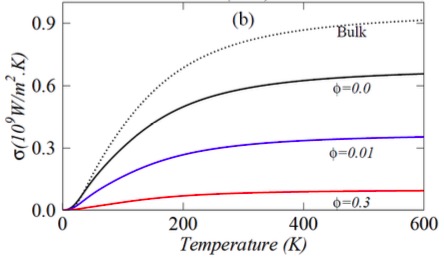 (b)
0.9
Bulk
0.6
ϕ=0.0
σ(10⁹W/m².K)
0.3
ϕ=0.01
ϕ=0.3
0.0
0 200 400 600
Temperature (K)